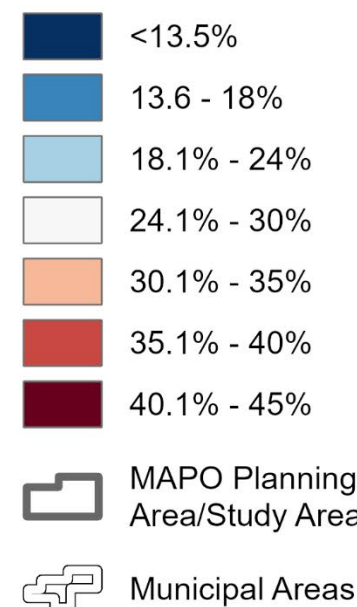 <13.5%
13.6 - 18%
18.1% - 24%
24.1% - 30%
30.1% - 35%
35.1% - 40%
40.1% - 45%
MAPO Planning
Area/Study Area
Municipal Areas